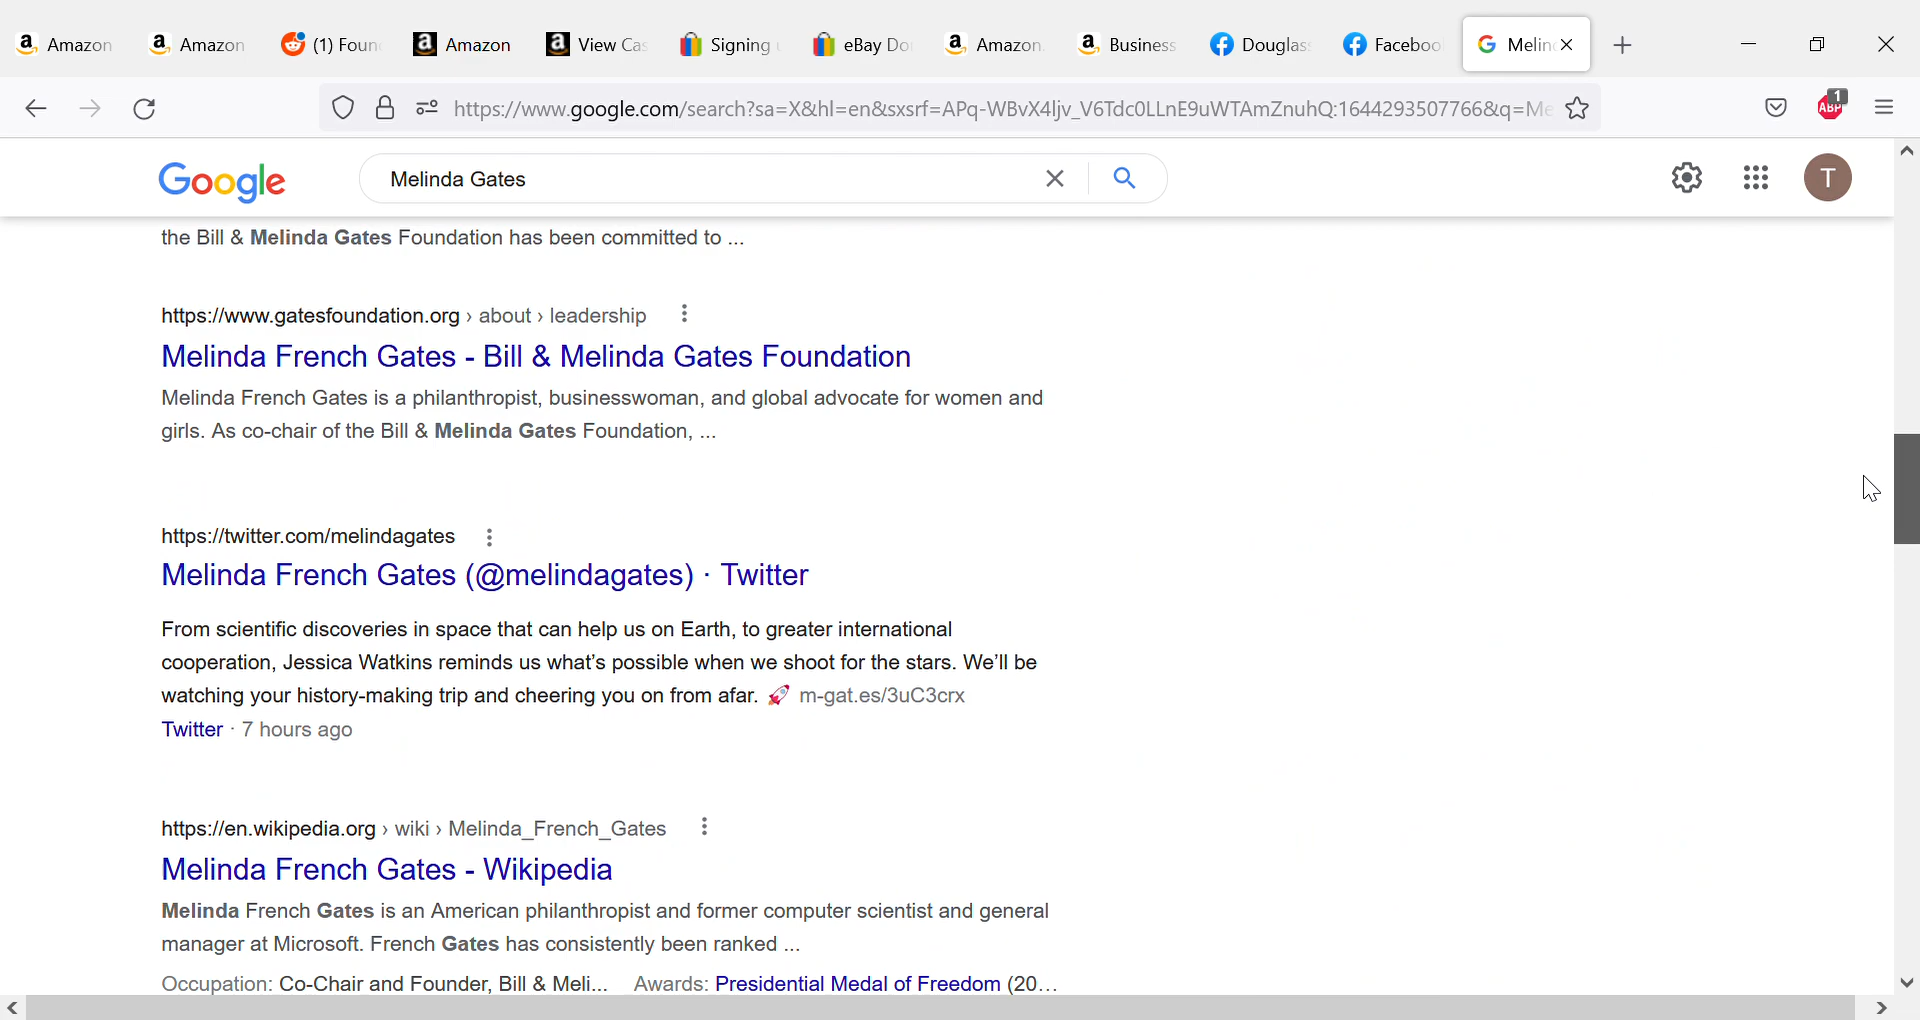 Amazon
Amazon
(1) Foun
Amazon
View Cas
Signing
eBay Do
Amazon
Business
Douglas
Faceboo
Melin
https://www.google.com/search?sa=X&hl=en&sxsrf=APq-WBvX4ljv_V6Tdc0LLnE9uWTAmZnuhQ:1644293507766&q=Me
ABP
1
Google
Melinda Gates
T
the Bill & Melinda Gates Foundation has been committed to ...
https://www.gatesfoundation.org › about › leadership
Melinda French Gates - Bill & Melinda Gates Foundation
Melinda French Gates is a philanthropist, businesswoman, and global advocate for women and
girls. As co-chair of the Bill & Melinda Gates Foundation, ...
https://twitter.com/melindagates
Melinda French Gates (@melindagates) · Twitter
From scientific discoveries in space that can help us on Earth, to greater international
cooperation, Jessica Watkins reminds us what’s possible when we shoot for the stars. We’ll be
watching your history-making trip and cheering you on from afar. 🚀 m-gat.es/3uC3crx
Twitter · 7 hours ago
https://en.wikipedia.org › wiki › Melinda_French_Gates
Melinda French Gates - Wikipedia
Melinda French Gates is an American philanthropist and former computer scientist and general
manager at Microsoft. French Gates has consistently been ranked ...
Occupation: Co-Chair and Founder, Bill & Meli... Awards: Presidential Medal of Freedom (20...